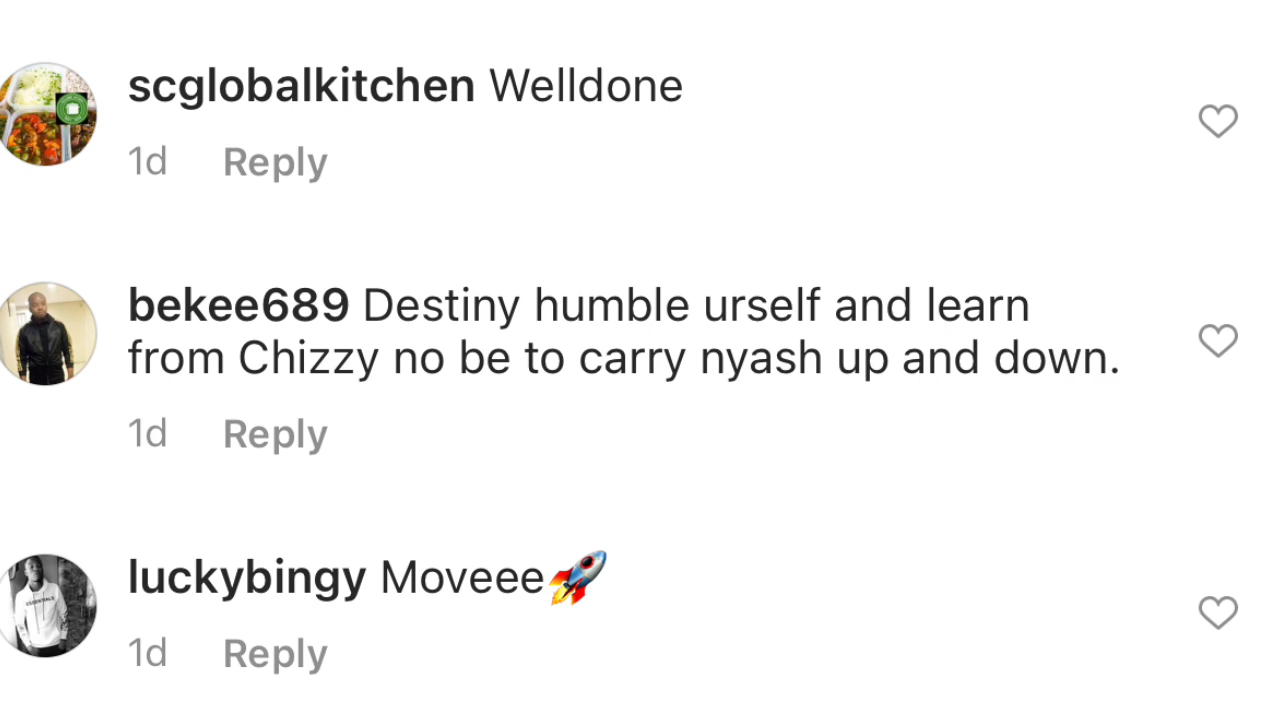 scglobalkitchen Welldone
1d Reply
bekee689 Destiny humble urself and learn
from Chizzy no be to carry nyash up and down.
1d Reply
luckybingy Moveee🚀
1d Reply